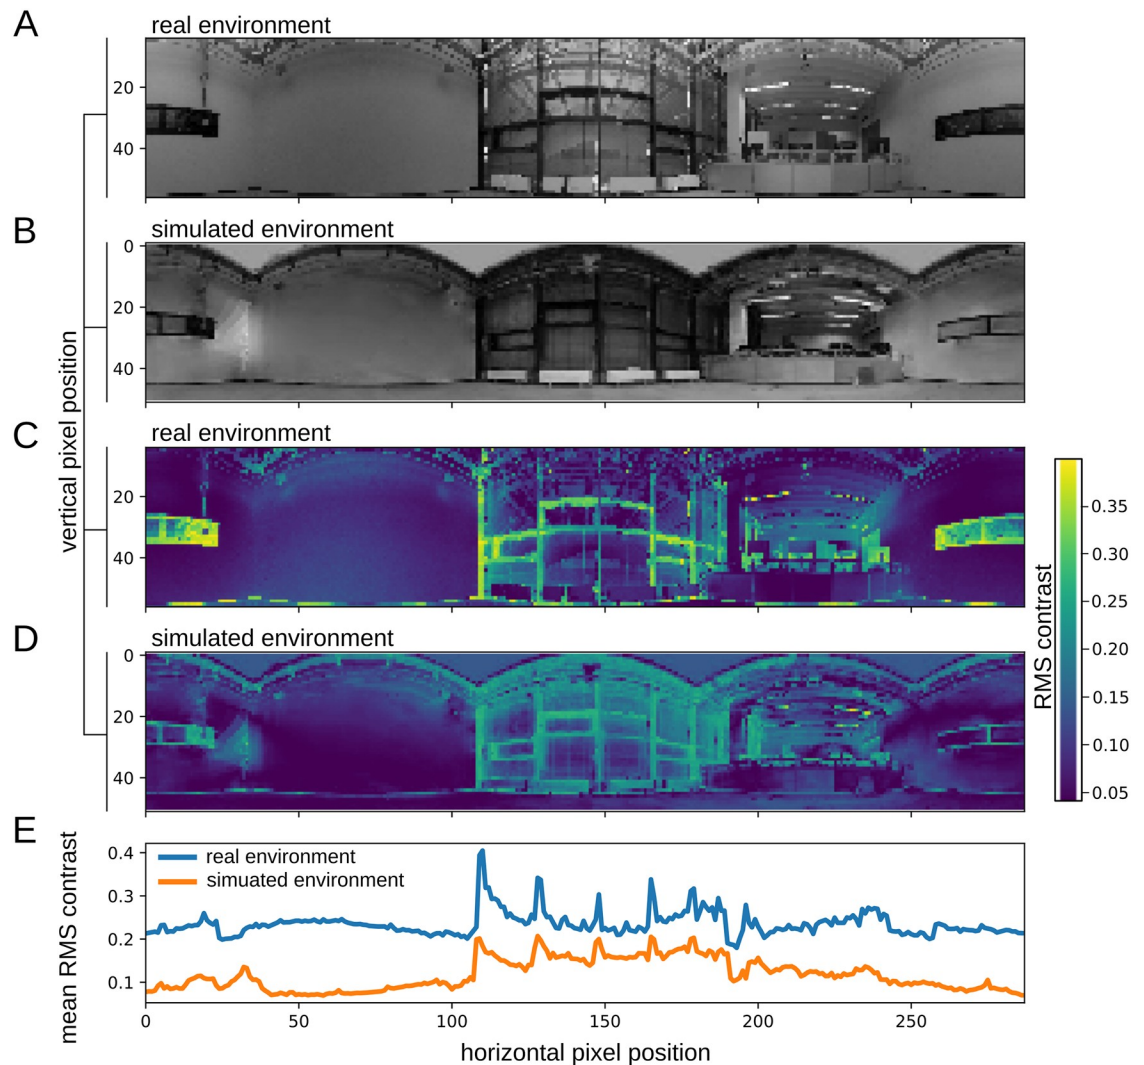 A
real environment
20
40
B
simulated environment
0
20
40
vertical pixel position
C
real environment
20
40
D
simulated environment
0
20
40
RMS contrast
0.35
0.30
0.25
0.20
0.15
0.10
0.05
E
mean RMS contrast
0.4
0.3
0.2
0.1
real environment
simuated environment
0
50
100
150
200
250
horizontal pixel position